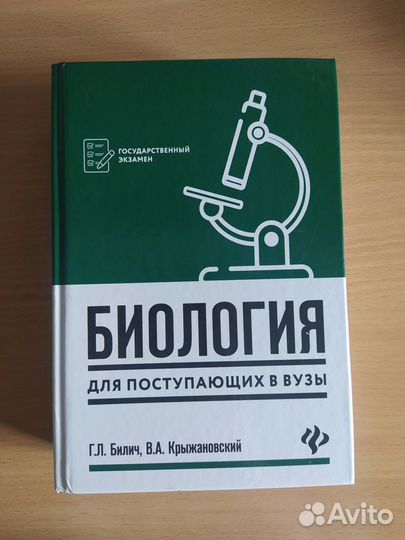 ГОСУДАРСТВЕННЫЙ
ЭКЗАМЕН
БИОЛОГИЯ
ДЛЯ ПОСТУПАЮЩИХ В ВУЗЫ
Г.Л. Билич, В.А. Крыжановский
Avito